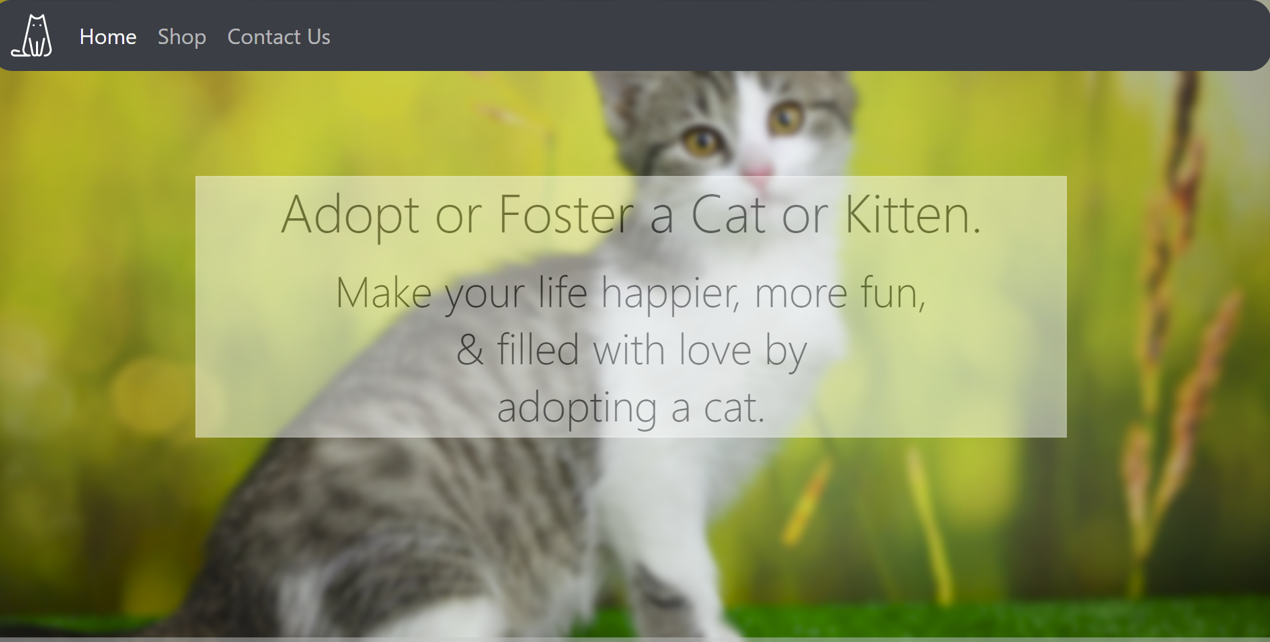 Home Shop Contact Us
Adopt or Foster a Cat or Kitten.
Make your life happier, more fun,
& filled with love by
adopting a cat.